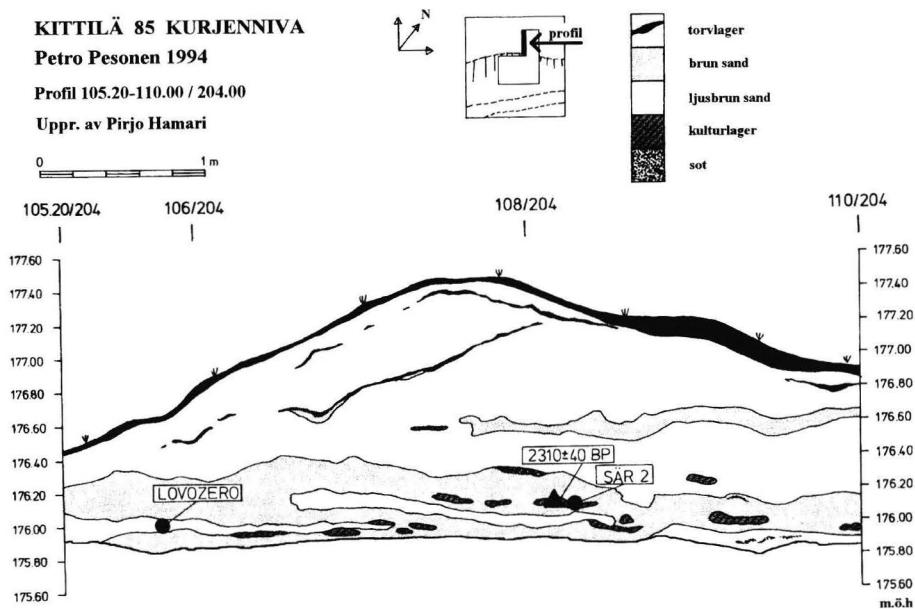 KITTILÄ 85 KURJENNIVA
Petro Pesonen 1994
Profil 105.20-110.00 / 204.00
Uppr. av Pirjo Hamari
0 1 m
N
profil
torvlager
brun sand
ljusbrun sand
kulturlager
sot
105.20/204 106/204 108/204 110/204
177.60 177.60
177.40 177.40
177.20 177.20
177.00 177.00
176.80 176.80
176.60 176.60
176.40 176.40
2310±40 BP
SÄR 2
LOVOZERO
176.20 176.20
176.00 176.00
175.80 175.80
175.60 175.60
m.ö.h